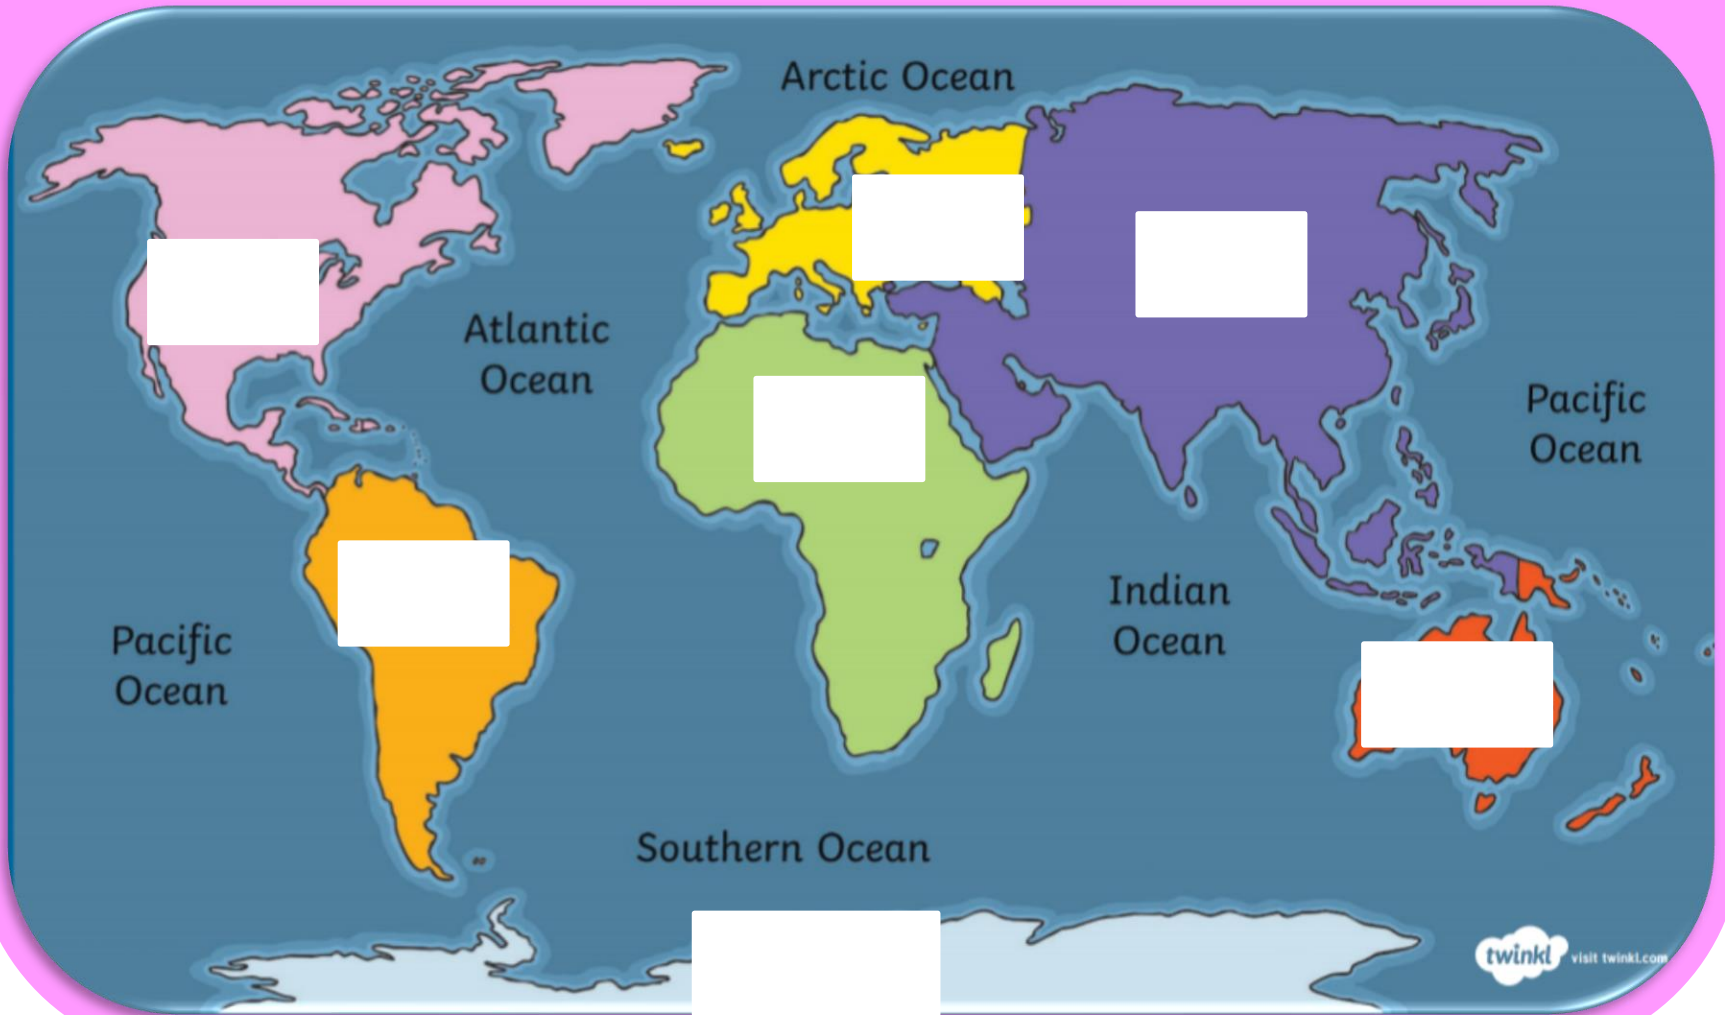 Arctic Ocean
Atlantic
Ocean
Pacific
Ocean
Indian
Ocean
Pacific
Ocean
Southern Ocean
twinkl visit twinkl.com